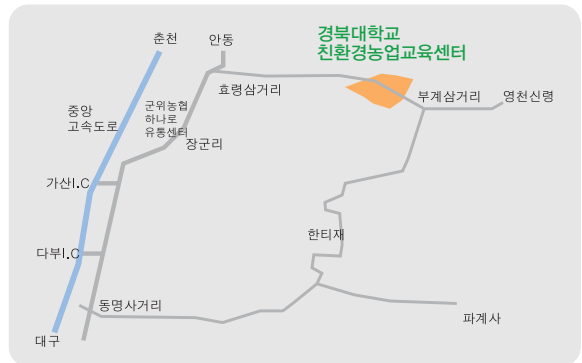 경북대학교
친환경농업교육센터
춘천
안동
중앙
고속도로
군위농협
하나로
유통센터
효령삼거리
부계삼거리
영천신령
장군리
가산I.C
한티재
다부I.C
동명사거리
파계사
대구